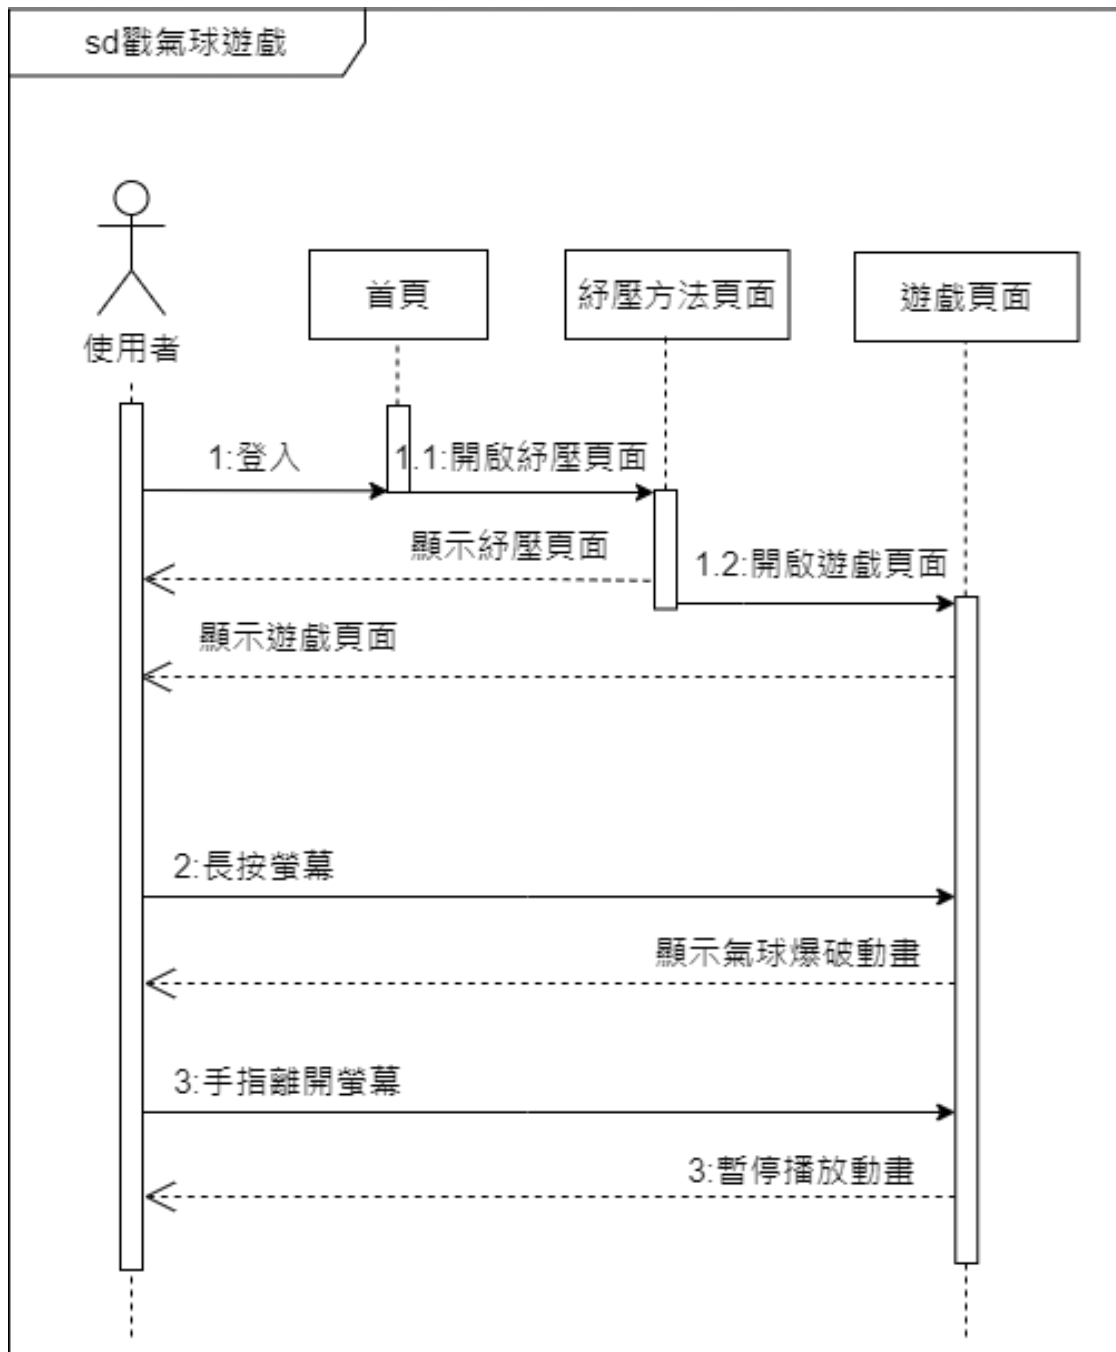 sd戳氣球遊戲
使用者
首頁
紓壓方法頁面
遊戲頁面
1:登入
1.1:開啟紓壓頁面
顯示紓壓頁面
1.2:開啟遊戲頁面
顯示遊戲頁面
2:長按螢幕
顯示氣球爆破動畫
3:手指離開螢幕
3:暫停播放動畫